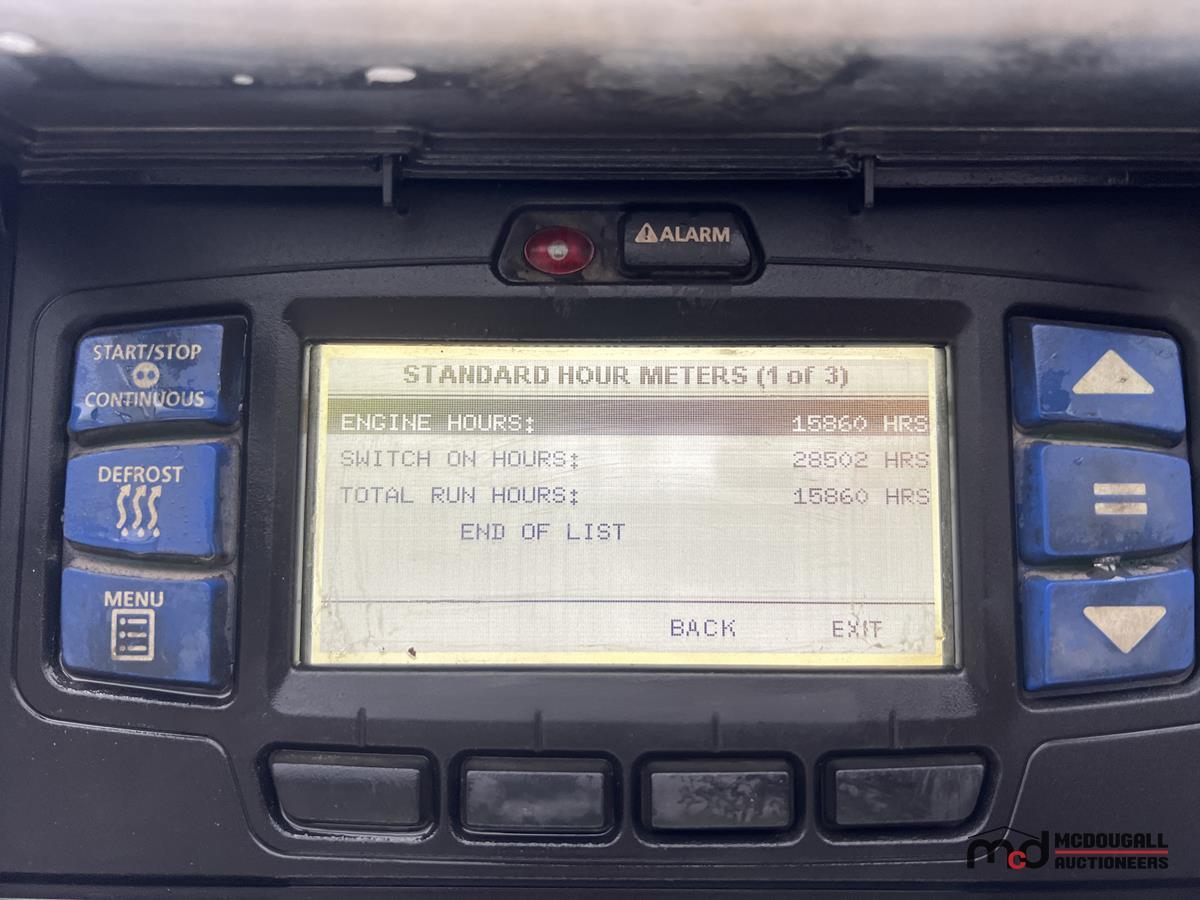 ALARM
START/STOP
CONTINUOUS
DEFROST
MENU
STANDARD HOUR METERS (1 of 3)
ENGINE HOURS: 15860 HRS
SWITCH ON HOURS: 28502 HRS
TOTAL RUN HOURS: 15860 HRS
END OF LIST
BACK EXIT
mcd MCDOUGALL
AUCTIONEERS